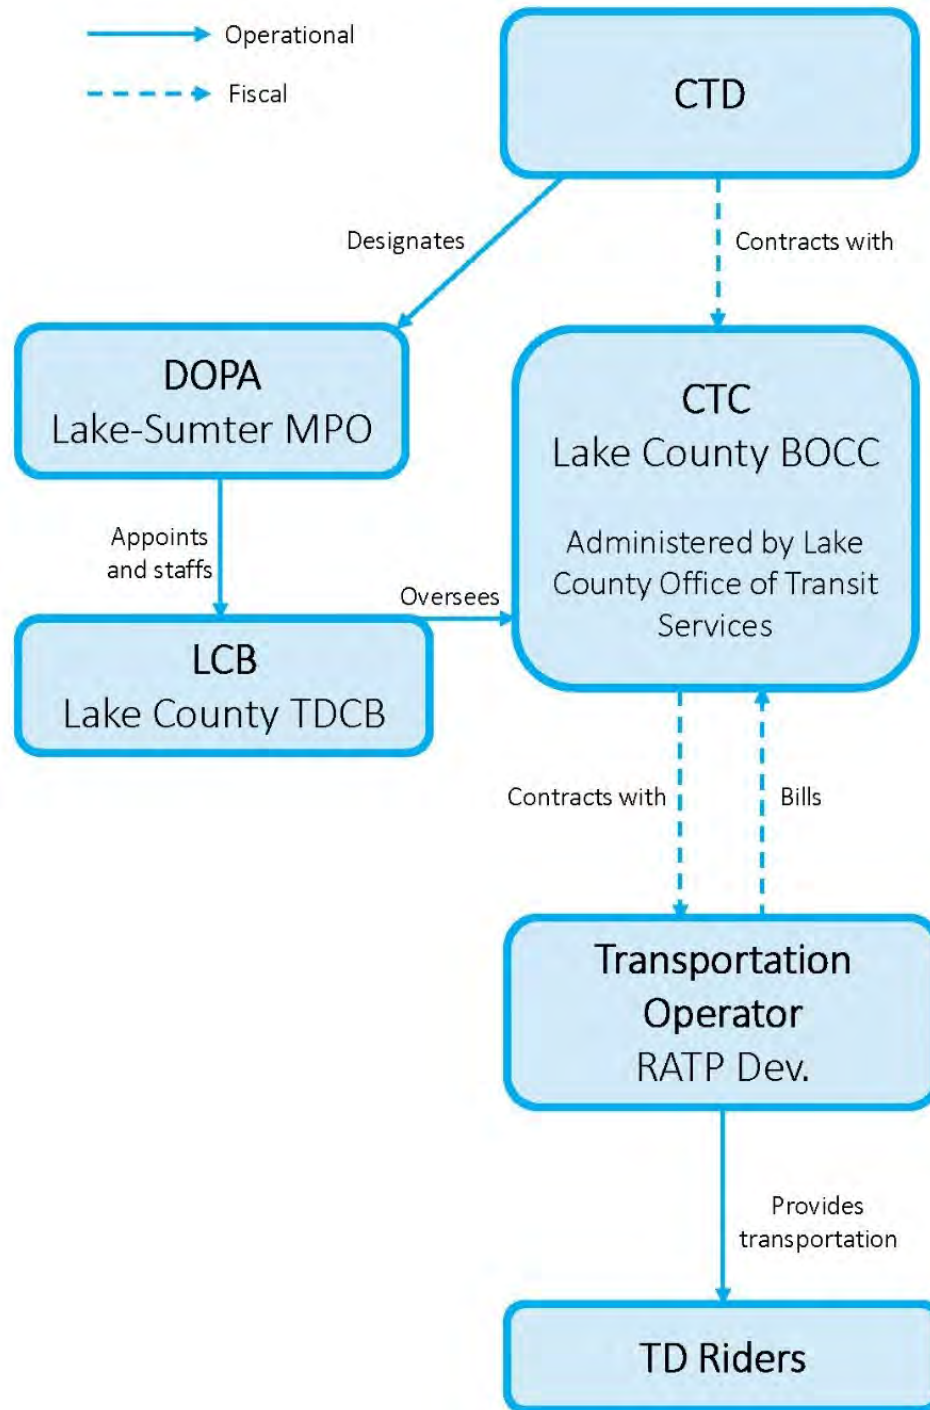 Operational
Fiscal
CTD
Designates
Contracts with
DOPA
Lake-Sumter MPO
CTC
Lake County BOCC
Administered by Lake
County Office of Transit
Services
Appoints
and staffs
Oversees
LCB
Lake County TDCB
Contracts with
Bills
Transportation
Operator
RATP Dev.
Provides
transportation
TD Riders